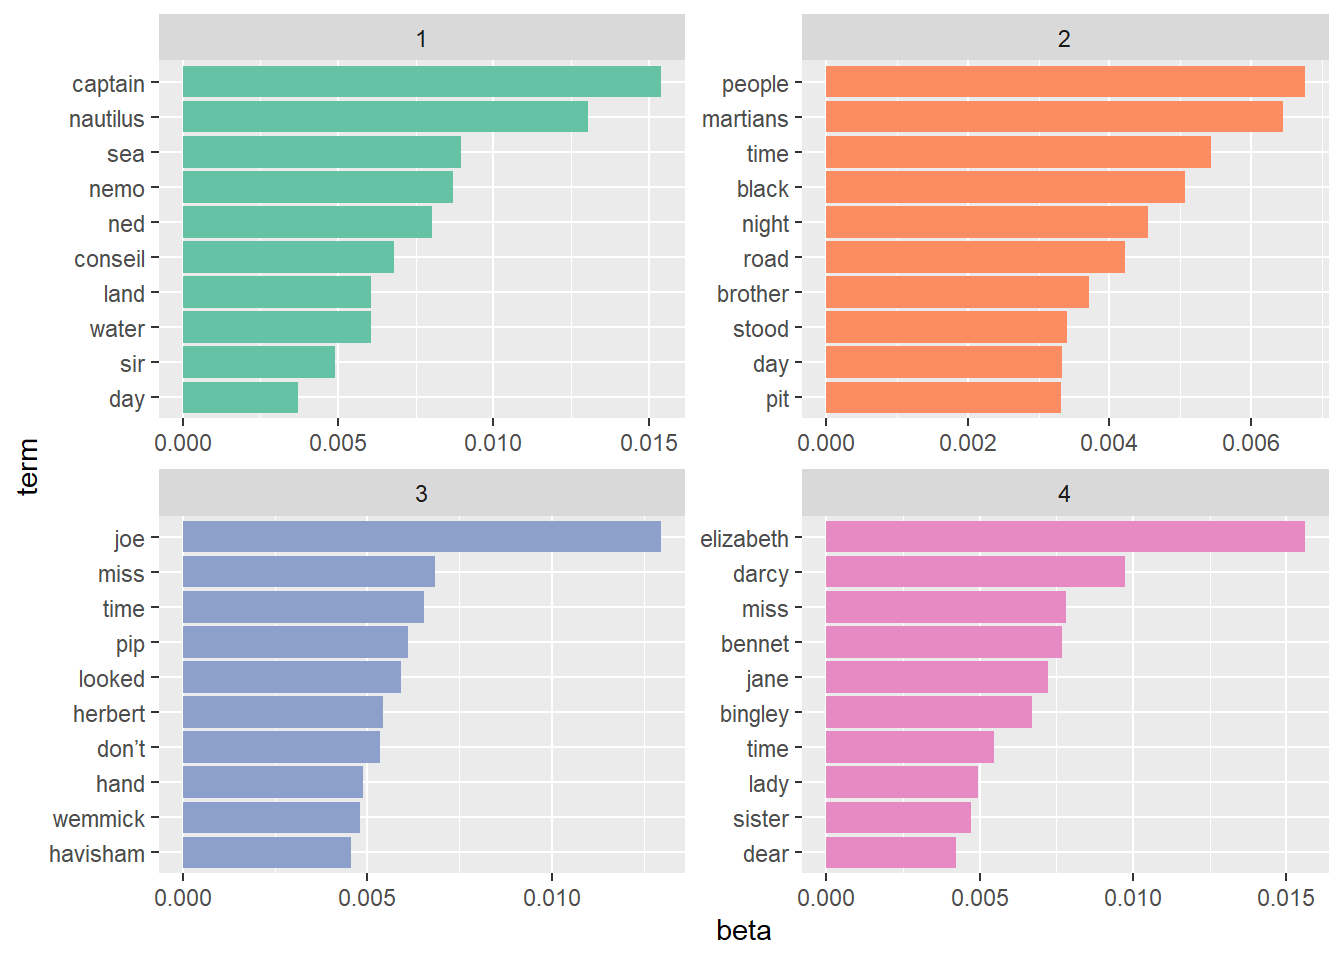 1
captain
nautilus
sea
nemo
ned
conseil
land
water
sir
day
0.000 0.005 0.010 0.015
2
people
martians
time
black
night
road
brother
stood
day
pit
0.000 0.002 0.004 0.006
term
3
joe
miss
time
pip
looked
herbert
don’t
hand
wemmick
havisham
0.000 0.005 0.010
4
elizabeth
darcy
miss
bennet
jane
bingley
time
lady
sister
dear
0.000 0.005 0.010 0.015
beta